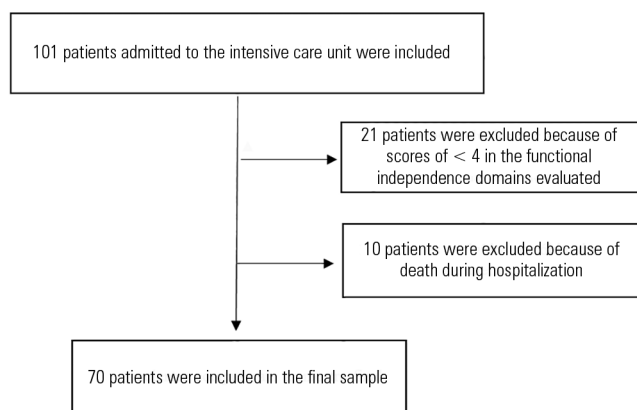 101 patients admitted to the intensive care unit were included
21 patients were excluded because of
scores of < 4 in the functional
independence domains evaluated
10 patients were excluded because of
death during hospitalization
70 patients were included in the final sample